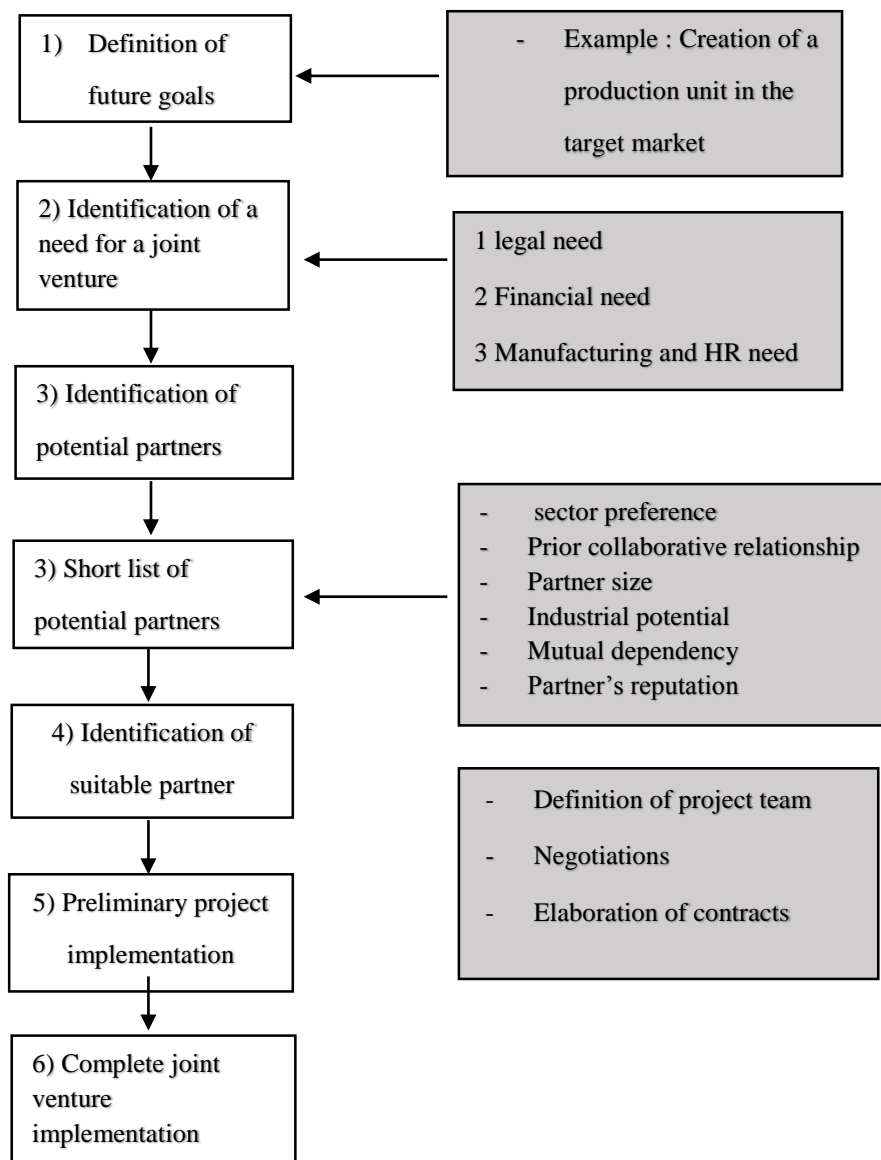 1) Definition of
future goals
- Example : Creation of a
production unit in the
target market
2) Identification of a
need for a joint
venture
1 legal need
2 Financial need
3 Manufacturing and HR need
3) Identification of
potential partners
3) Short list of
potential partners
- sector preference
- Prior collaborative relationship
- Partner size
- Industrial potential
- Mutual dependency
- Partner’s reputation
4) Identification of
suitable partner
- Definition of project team
- Negotiations
- Elaboration of contracts
5) Preliminary project
implementation
6) Complete joint
venture
implementation